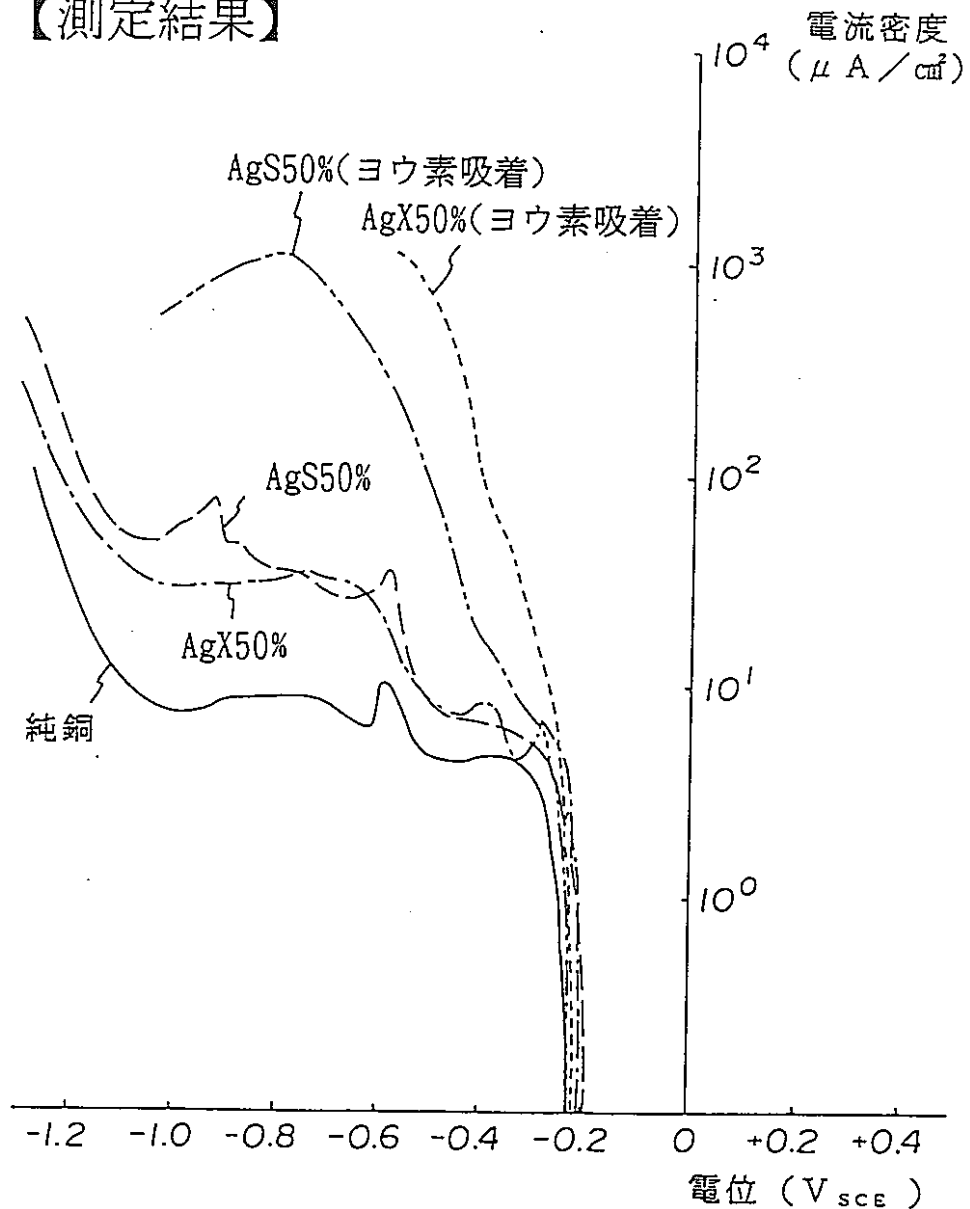 【測定結果】
電流密度
(μA/c㎡)
10⁴
AgS50%(ヨウ素吸着)
AgX50%(ヨウ素吸着)
10³
10²
AgS50%
AgX50%
10¹
純銅
10⁰
-1.2 -1.0 -0.8 -0.6 -0.4 -0.2 0 +0.2 +0.4
電位 (V SCE )